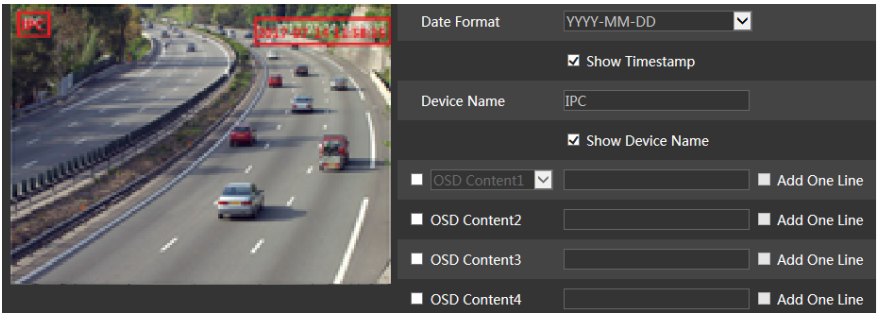 IPC
Date Format YYYY-MM-DD
Show Timestamp
Device Name IPC
Show Device Name
OSD Content1 Add One Line
OSD Content2 Add One Line
OSD Content3 Add One Line
OSD Content4 Add One Line